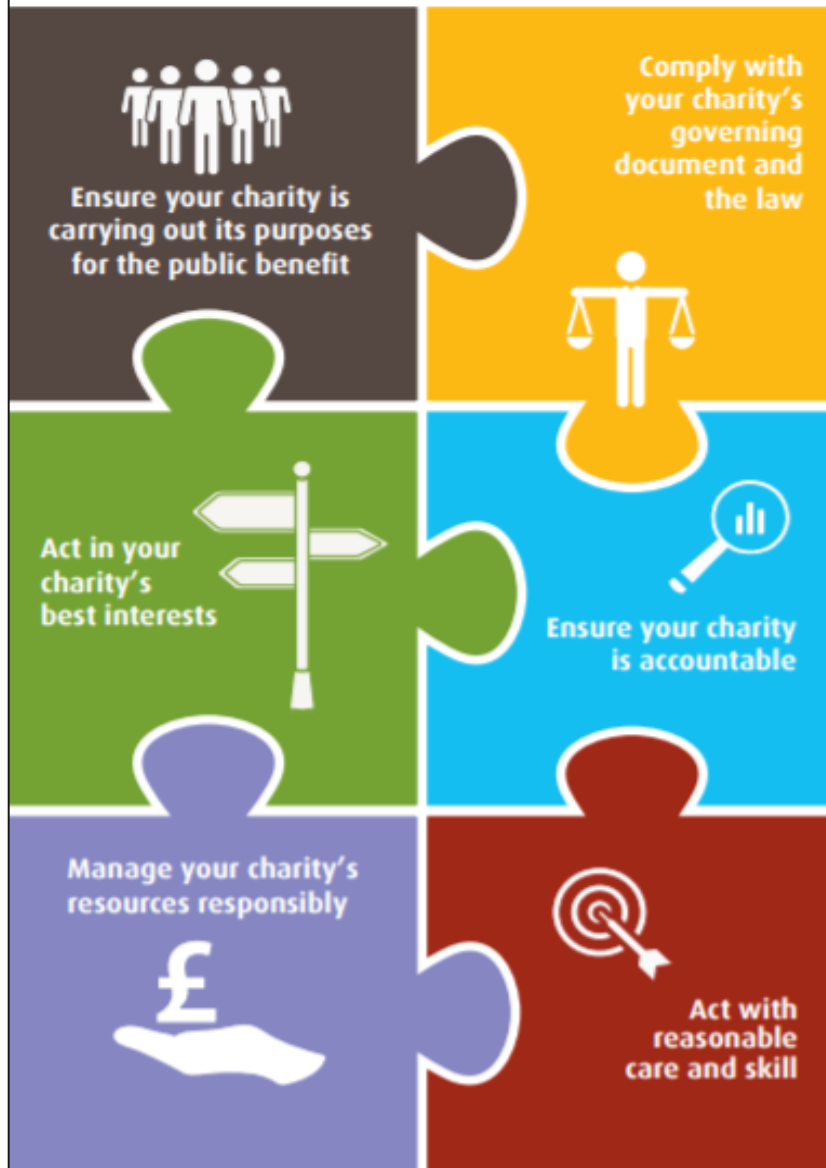 Ensure your charity is
carrying out its purposes
for the public benefit
Comply with
your charity's
governing
document and
the law
Act in your
charity's
best interests
Ensure your charity
is accountable
Manage your charity's
resources responsibly
£
Act with
reasonable
care and skill